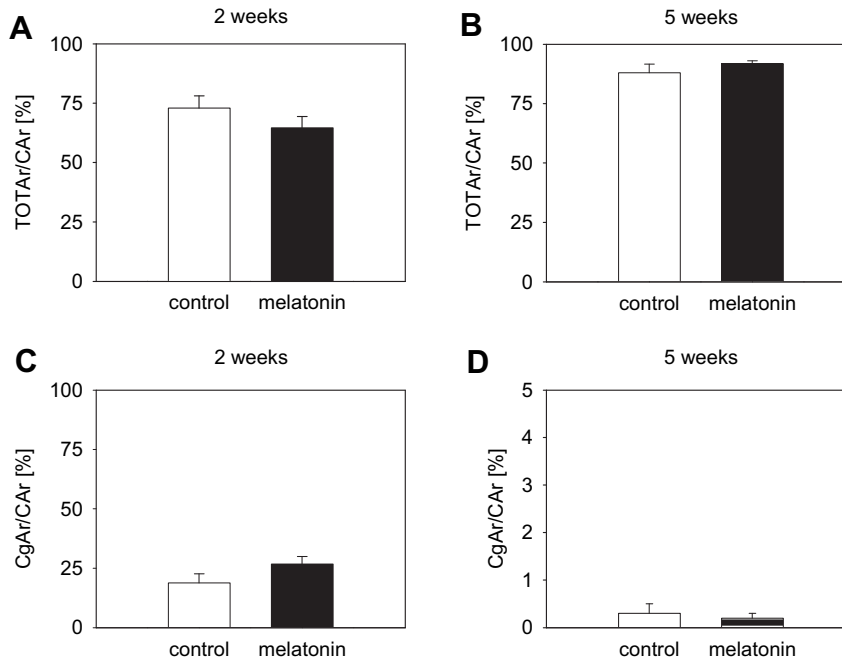 A
2 weeks
TOTAr/CAr [%]
100
75
50
25
0
control melatonin
B
5 weeks
TOTAr/CAr [%]
100
75
50
25
0
control melatonin
C
2 weeks
CgAr/CAr [%]
100
75
50
25
0
control melatonin
D
5 weeks
CgAr/CAr [%]
5
4
3
2
1
0
control melatonin